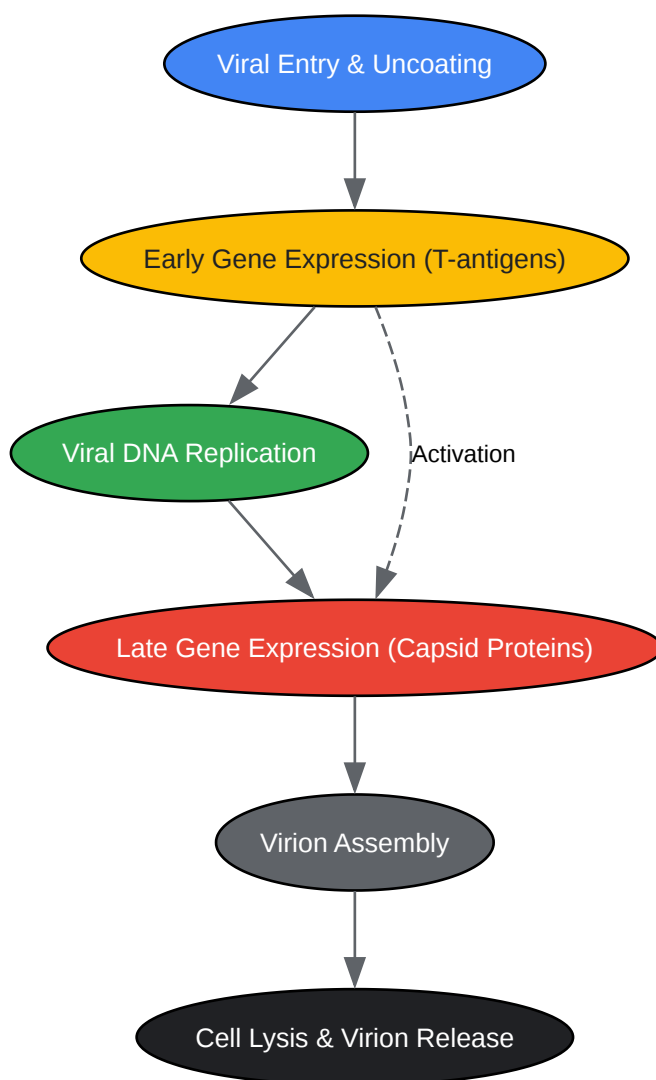 Viral Entry & Uncoating
Early Gene Expression (T-antigens)
Viral DNA Replication
Activation
Late Gene Expression (Capsid Proteins)
Virion Assembly
Cell Lysis & Virion Release